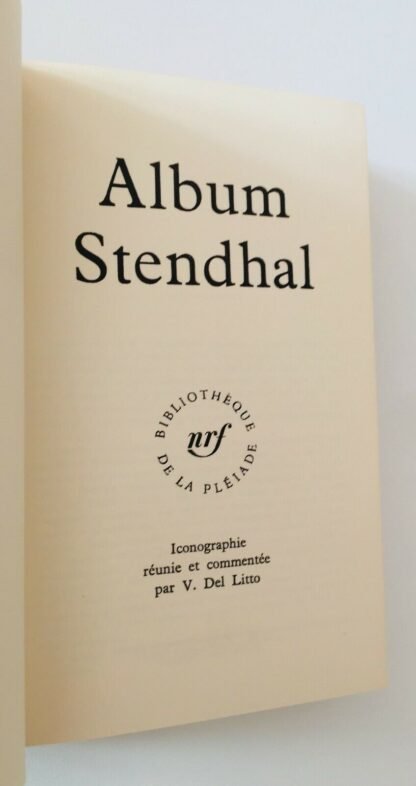 Album
Stendhal
BIBLIOTHÈQUE
nrf
DE LA PLÉIADE
Iconographie
réunie et commentée
par V. Del Litto